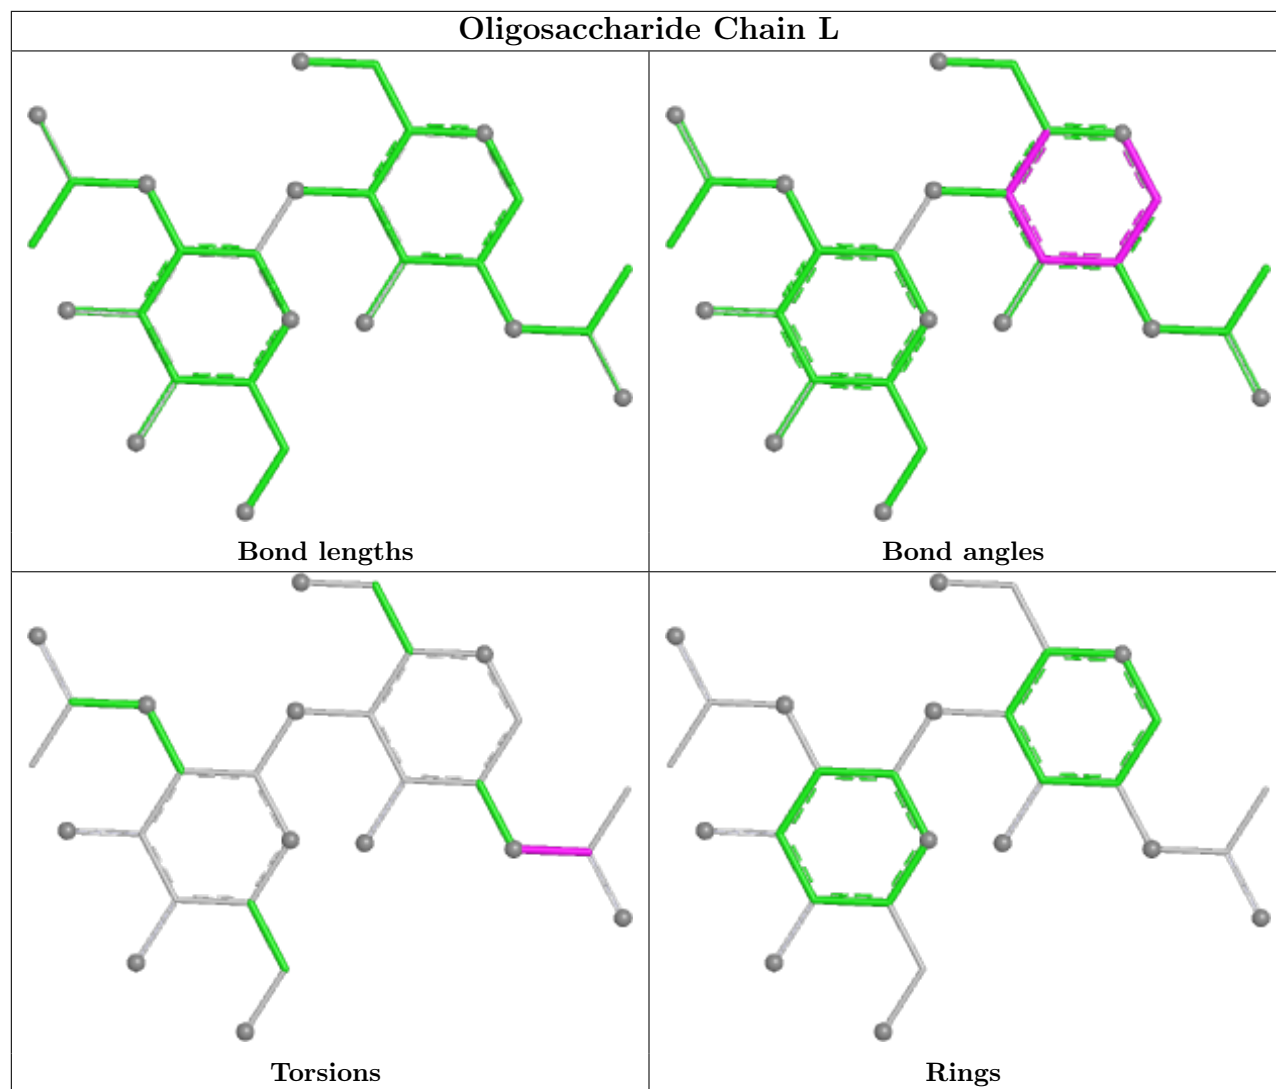 Oligosaccharide Chain L
Bond lengths
Bond angles
Torsions
Rings